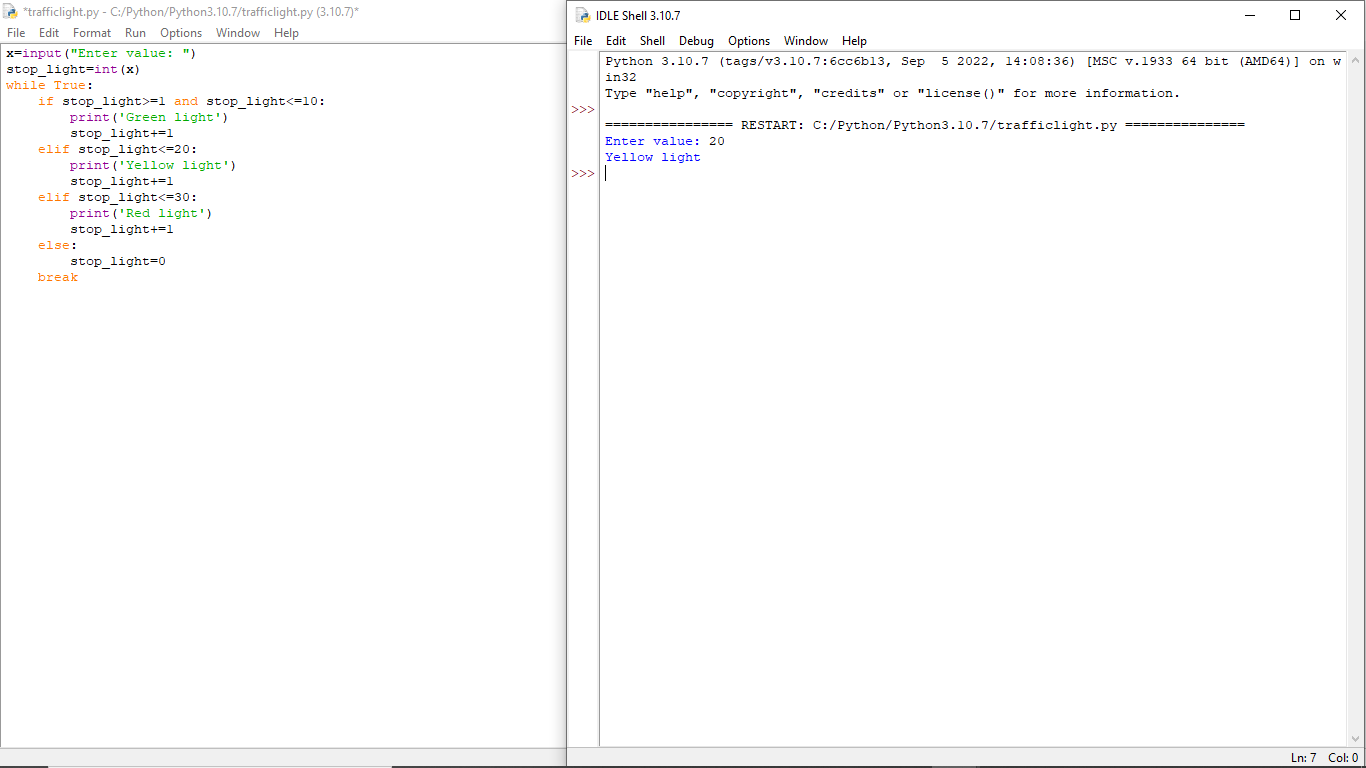 *trafficlight.py - C:/Python/Python3.10.7/trafficlight.py (3.10.7)*
File Edit Format Run Options Window Help
x=input("Enter value: ")
stop_light=int(x)
while True:
    if stop_light>=1 and stop_light<=10:
        print('Green light')
        stop_light+=1
    elif stop_light<=20:
        print('Yellow light')
        stop_light+=1
    elif stop_light<=30:
        print('Red light')
        stop_light+=1
    else:
        stop_light=0
    break
IDLE Shell 3.10.7
File Edit Shell Debug Options Window Help
Python 3.10.7 (tags/v3.10.7:6cc6b13, Sep  5 2022, 14:08:36) [MSC v.1933 64 bit (AMD64)] on w
in32
Type "help", "copyright", "credits" or "license()" for more information.
>>>
================ RESTART: C:/Python/Python3.10.7/trafficlight.py ===============
Enter value: 20
Yellow light
>>>
Ln: 7 Col: 0